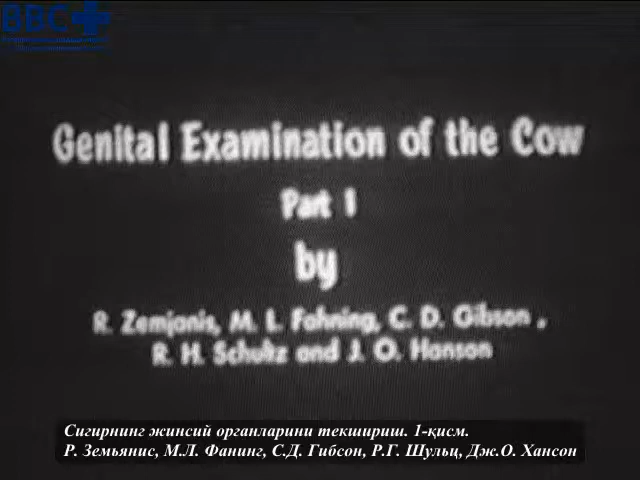 BBC
Genital Examination of the Cow
Part 1
by
R. Zemjanis, M. L. Fahning, C. D. Gibson,
R. H. Schultz and J. O. Hanson
Сигирнинг жинсий органларини текшириш. 1-қисм.
Р. Земьянис, М.Л. Фанинг, С.Д. Гибсон, Р.Г. Шульц, Дж.О. Хансон